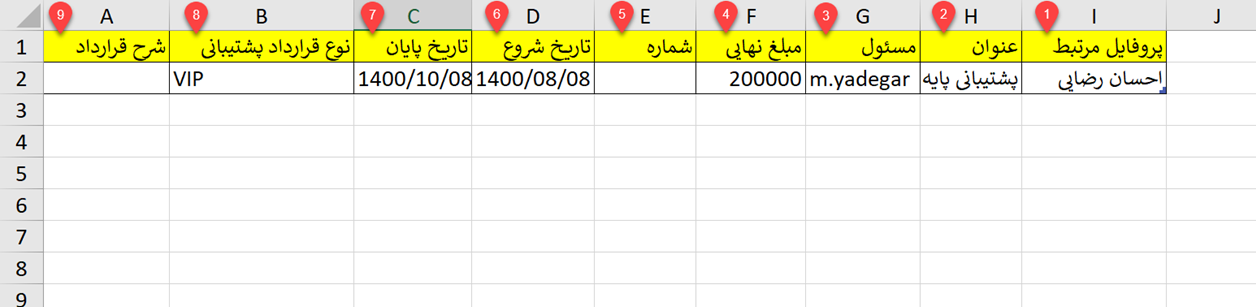 9 8 7 6 5 4 3 2 1
A B C D E F G H I J
1 پروفایل مرتبط عنوان مسئول مبلغ نهایی شماره تاریخ شروع تاریخ پایان نوع قرارداد پشتیبانی شرح قرارداد
2 احسان رضایی پشتیبانی پایه m.yadegar 200000 1400/08/08 1400/10/08 VIP
3
4
5
6
7
8
9